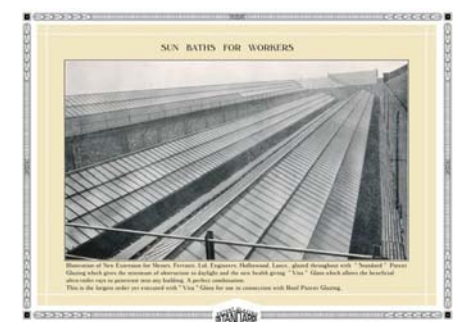 SUN BATHS FOR WORKERS
Illustration of New Extension for Messrs. Ferranti, Ltd. Engineers, Hollinwood, Lancs., glazed throughout with "Standard" Patent
Glazing which gives the minimum of obstruction to daylight and the new health giving "Vita" Glass which allows the beneficial
ultra-violet rays to penetrate into any building. A perfect combination.
This is the largest order yet executed with "Vita" Glass for use in connection with Roof Patent Glazing.
STANDARD